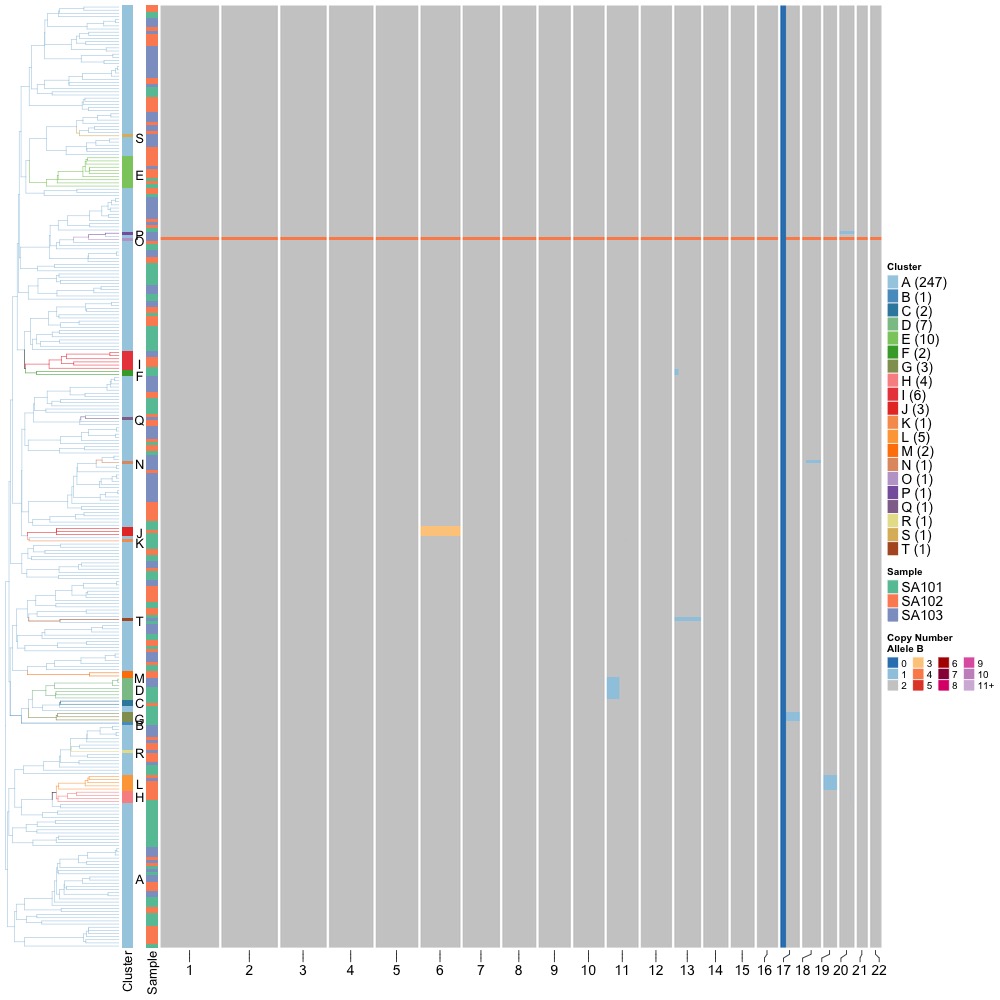 S
E
P
O
I
F
Q
N
J
K
T
M
D
C
G
B
R
L
H
A
Cluster
A (247)
B (1)
C (2)
D (7)
E (10)
F (2)
G (3)
H (4)
I (6)
J (3)
K (1)
L (5)
M (2)
N (1)
O (1)
P (1)
Q (1)
R (1)
S (1)
T (1)
Sample
SA101
SA102
SA103
Copy Number
Allele B
0 3 6 9
1 4 7 10
2 5 8 11+
Cluster Sample 1 2 3 4 5 6 7 8 9 10 11 12 13 14 15 16 17 18 19 20 21 22